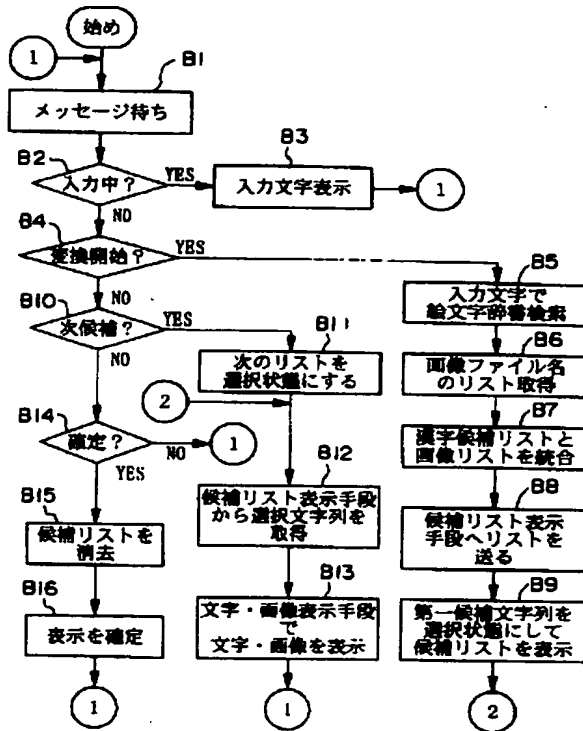 始め
1
B1
メッセージ待ち
B2
入力中？
YES
NO
B3
入力文字表示
1
B4
変換開始？
YES
NO
B5
入力文字で
絵文字辞書検索
B6
画像ファイル名
のリスト取得
B7
漢字候補リストと
画像リストを統合
B8
候補リスト表示
手段へリストを
送る
B9
第一候補文字列を
選択状態にして
候補リストを表示
2
B10
次候補？
YES
NO
B11
次のリストを
選択状態にする
2
B12
候補リスト表示手段
から選択文字列を
取得
B13
文字・画像表示手段
で
文字・画像を表示
1
B14
確定？
NO
1
YES
B15
候補リストを
消去
B16
表示を確定
1